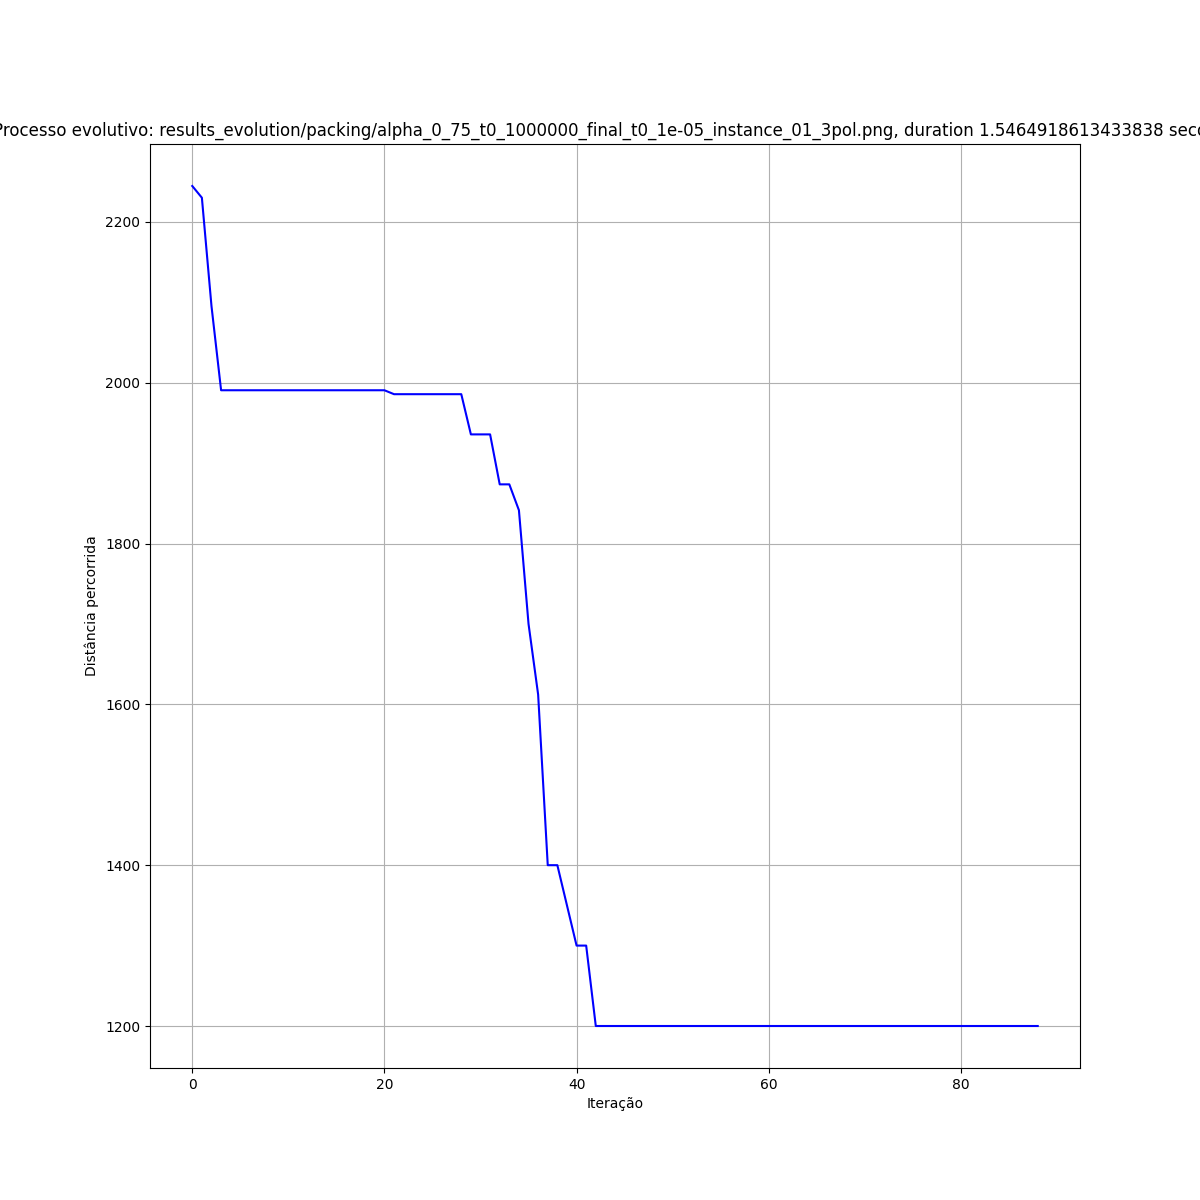 Processo evolutivo: results_evolution/packing/alpha_0_75_t0_1000000_final_t0_1e-05_instance_01_3pol.png, duration 1.5464918613433838
2200
2000
1800
1600
1400
1200
Distância percorrida
0 20 40 60 80
Iteração